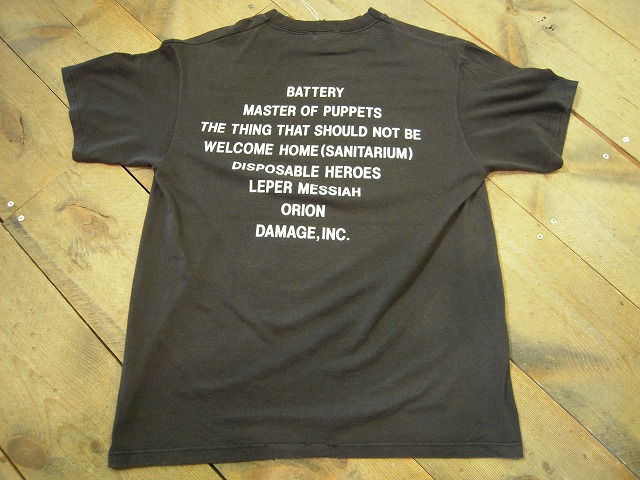 BATTERY
MASTER OF PUPPETS
THE THING THAT SHOULD NOT BE
WELCOME HOME(SANITARIUM)
DISPOSABLE HEROES
LEPER MESSIAH
ORION
DAMAGE,INC.